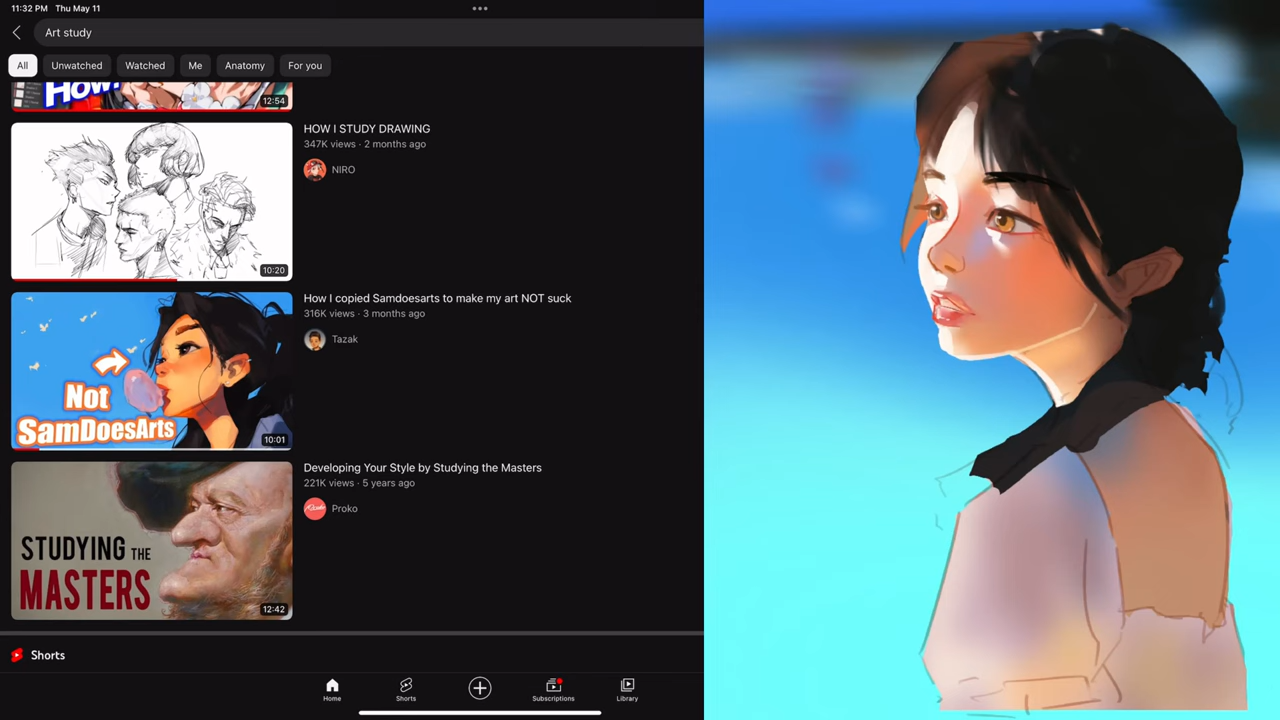 11:32 PM Thu May 11
Art study
All Unwatched Watched Me Anatomy For you
HOW!
12:54
HOW I STUDY DRAWING
347K views · 2 months ago
NIRO
10:20
How I copied Samdoesarts to make my art NOT suck
316K views · 3 months ago
Tazak
Not
SamDoesArts
10:01
Developing Your Style by Studying the Masters
221K views · 5 years ago
Proko
STUDYING THE
MASTERS
12:42
Shorts
Home Shorts Subscriptions Library